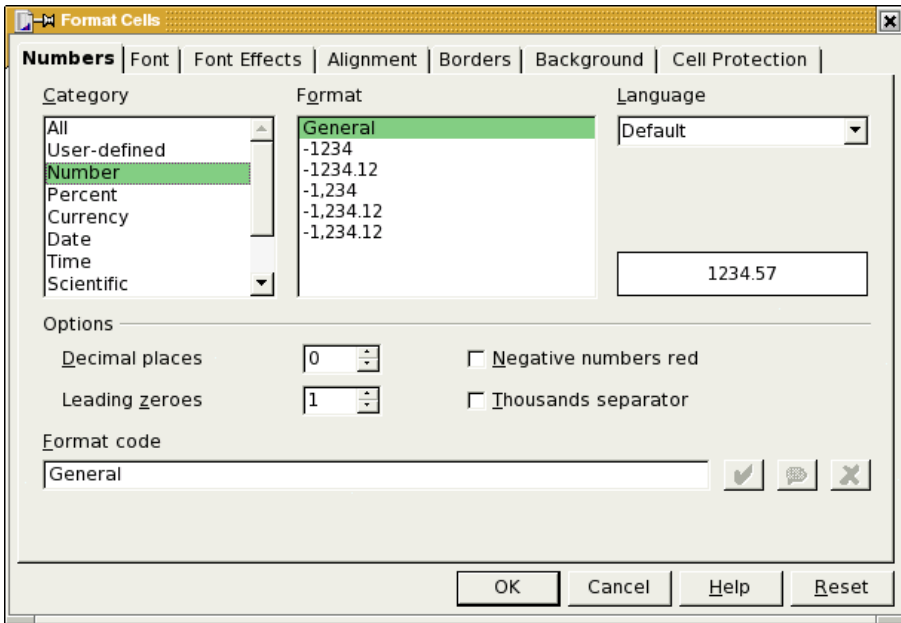 Format Cells
Numbers Font Font Effects Alignment Borders Background Cell Protection
Category Format Language
All General Default
User-defined -1234
Number -1234.12
Percent -1,234
Currency -1,234.12
Date -1,234.12
Time
Scientific 1234.57
Options
Decimal places 0 Negative numbers red
Leading zeroes 1 Thousands separator
Format code
General
OK Cancel Help Reset